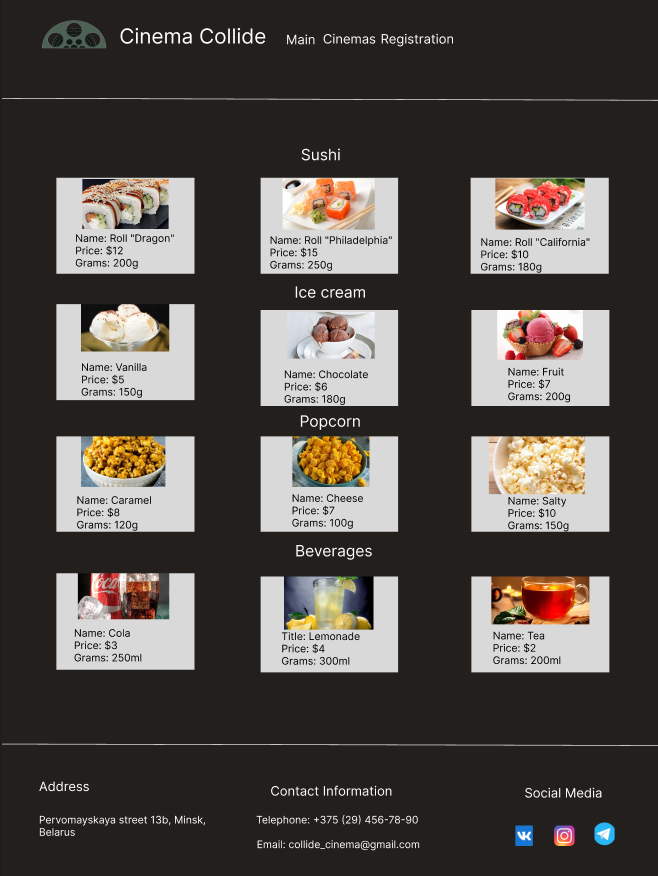 Cinema Collide
Main Cinemas Registration
Sushi
Name: Roll "Dragon"
Price: $12
Grams: 200g
Name: Roll "Philadelphia"
Price: $15
Grams: 250g
Name: Roll "California"
Price: $10
Grams: 180g
Ice cream
Name: Vanilla
Price: $5
Grams: 150g
Name: Chocolate
Price: $6
Grams: 180g
Name: Fruit
Price: $7
Grams: 200g
Popcorn
Name: Caramel
Price: $8
Grams: 120g
Name: Cheese
Price: $7
Grams: 100g
Name: Salty
Price: $10
Grams: 150g
Beverages
Name: Cola
Price: $3
Grams: 250ml
Title: Lemonade
Price: $4
Grams: 300ml
Name: Tea
Price: $2
Grams: 200ml
Address
Pervomayskaya street 13b, Minsk,
Belarus
Contact Information
Telephone: +375 (29) 456-78-90
Email: collide_cinema@gmail.com
Social Media